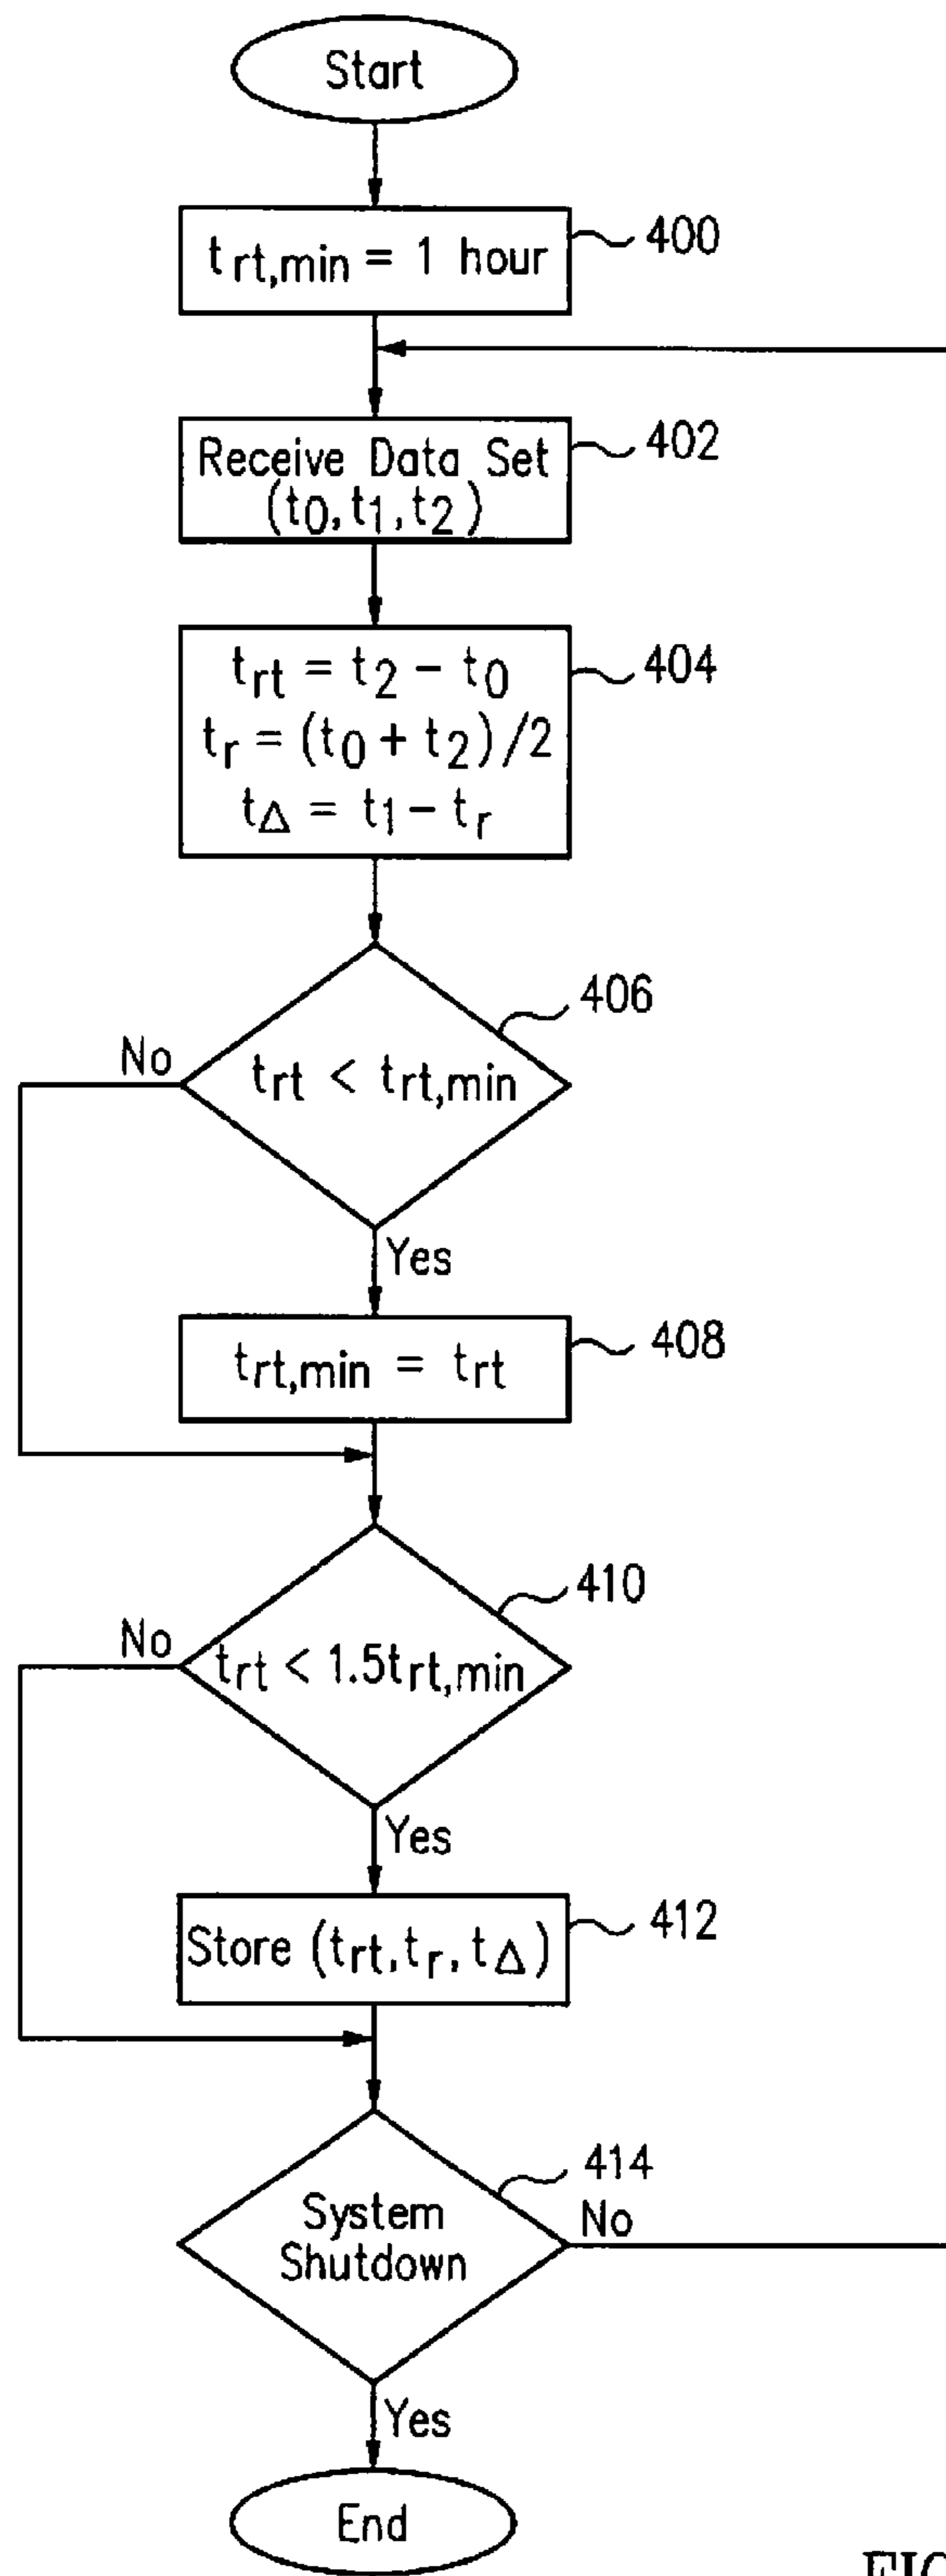 Start
t rt,min = 1 hour
400
Receive Data Set
(t0, t1, t2)
402
trt = t2 − t0
tr = (t0 + t2)/2
tΔ = t1 − tr
404
406
No
trt < trt,min
Yes
trt,min = trt
408
410
No
trt < 1.5trt,min
Yes
Store (trt, tr, tΔ)
412
414
System
Shutdown
No
Yes
End